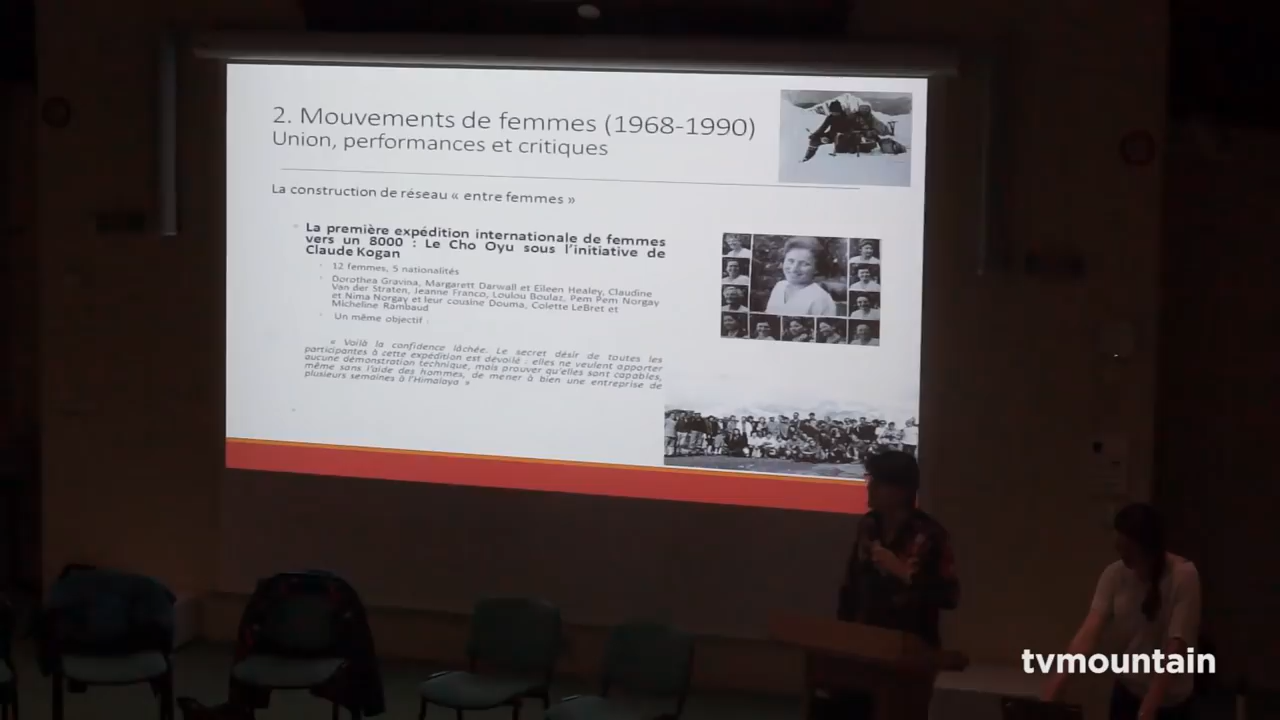 2. Mouvements de femmes (1968-1990)
Union, performances et critiques
La construction de réseau « entre femmes »
La première expédition internationale de femmes
vers un 8000 : Le Cho Oyu sous l'initiative de
Claude Kogan
12 femmes, 5 nationalités
Dorothea Gravina, Margarett Darwall et Eileen Healey, Claudine
Van der Straten, Jeanne Franco, Loulou Boulaz, Pem Pem Norgay
et Nima Norgay et leur cousine Douma, Colette LeBret et
Micheline Rambaud
Un même objectif :
« Voilà la confidence lâchée. Le secret désir de toutes les
participantes à cette expédition est dévoilé : elles ne veulent apporter
aucune démonstration technique, mais prouver qu'elles sont capables,
même sans l'aide des hommes, de mener à bien une entreprise de
plusieurs semaines à l'Himalaya »
tvmountain